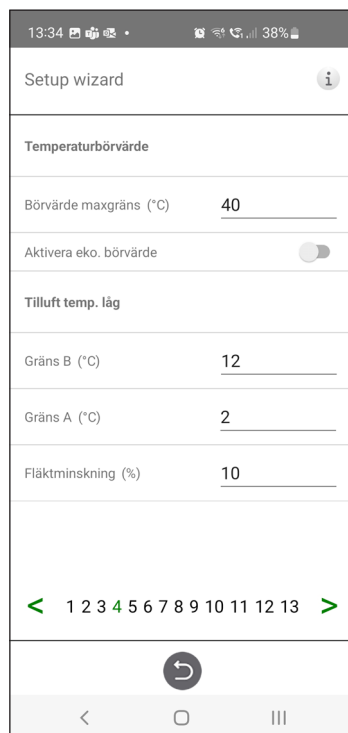 13:34 38%
Setup wizard i
Temperaturbörvärde
Börvärde maxgräns (°C) 40
Aktivera eko. börvärde
Tilluft temp. låg
Gräns B (°C) 12
Gräns A (°C) 2
Fläktminskning (%) 10
< 1 2 3 4 5 6 7 8 9 10 11 12 13 >